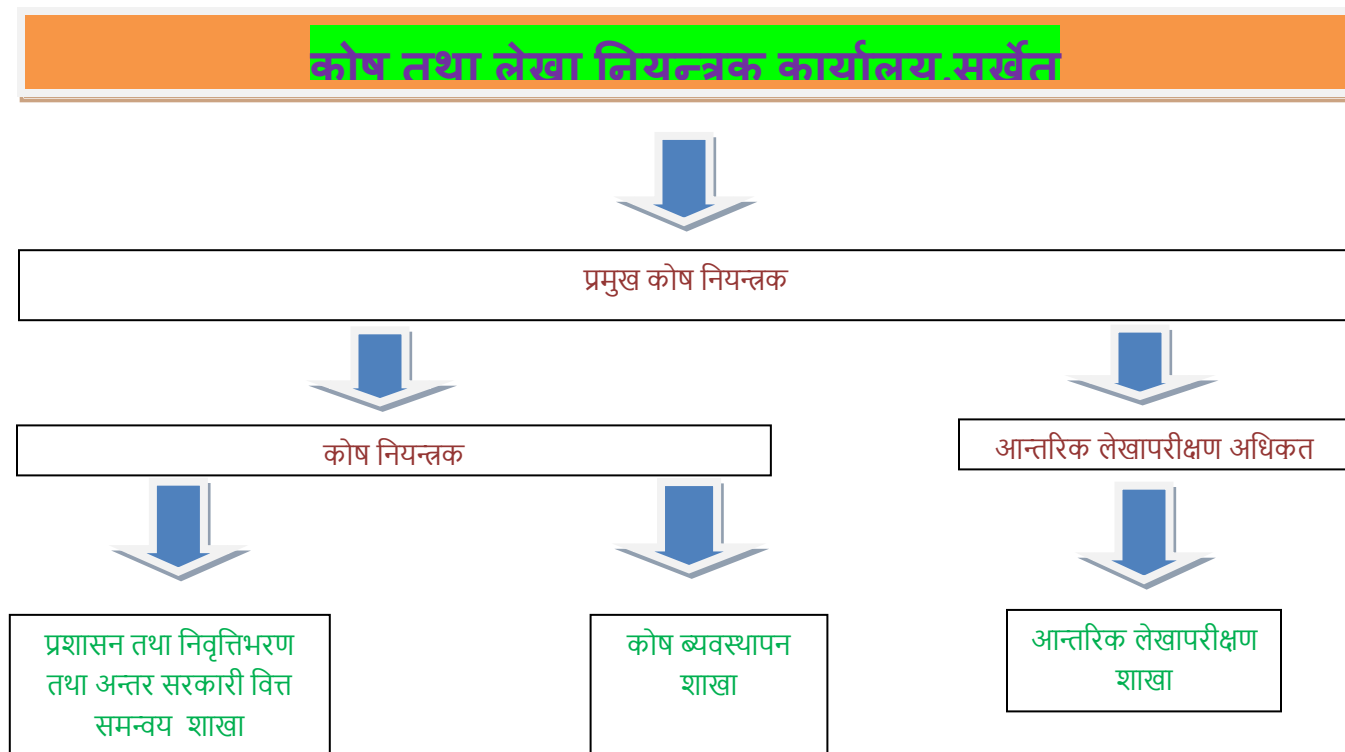 कोष तथा लेखा नियन्त्रक कार्यालय,सुर्खेत
प्रमुख कोष नियन्त्रक
कोष नियन्त्रक
आन्तरिक लेखापरीक्षण अधिकत
प्रशासन तथा निवृत्तिभरण
तथा अन्तर सरकारी वित्त
समन्वय शाखा
कोष ब्यवस्थापन
शाखा
आन्तरिक लेखापरीक्षण
शाखा